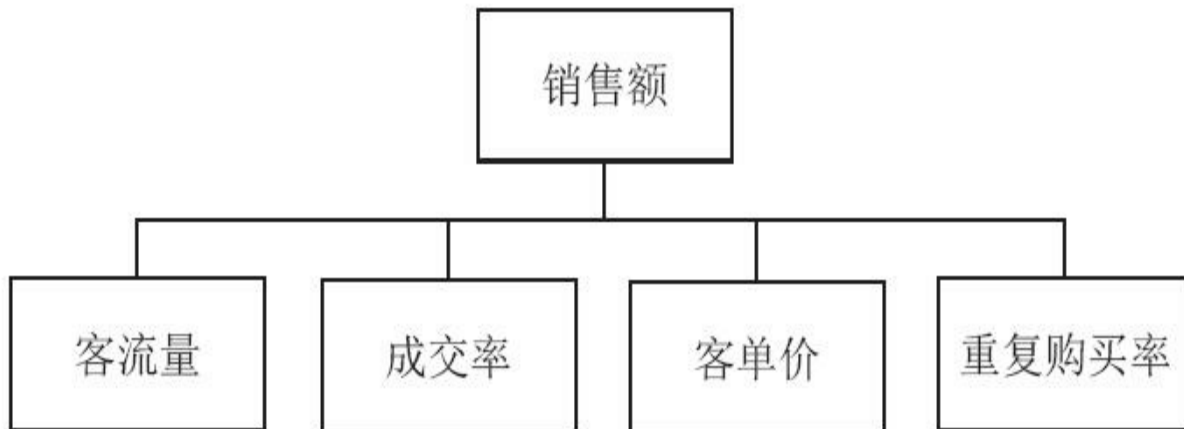 销售额
客流量
成交率
客单价
重复购买率